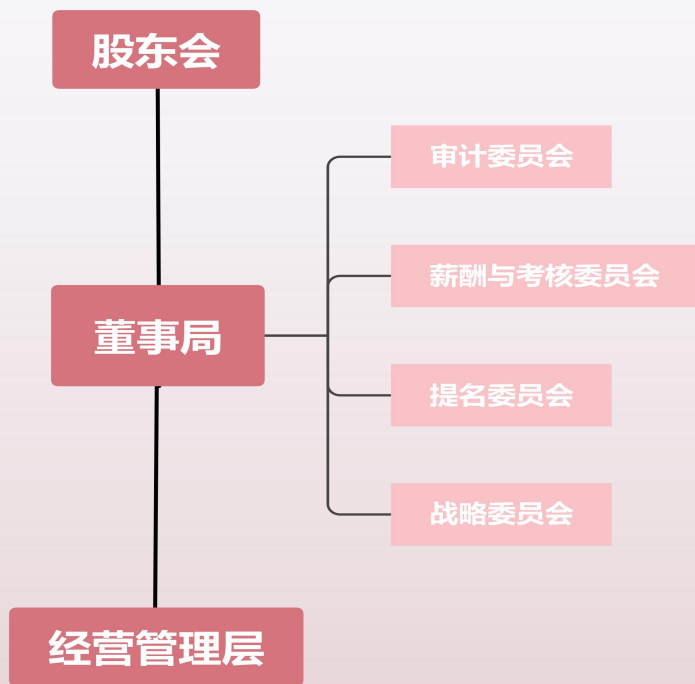 股东会
审计委员会
薪酬与考核委员会
董事局
提名委员会
战略委员会
经营管理层